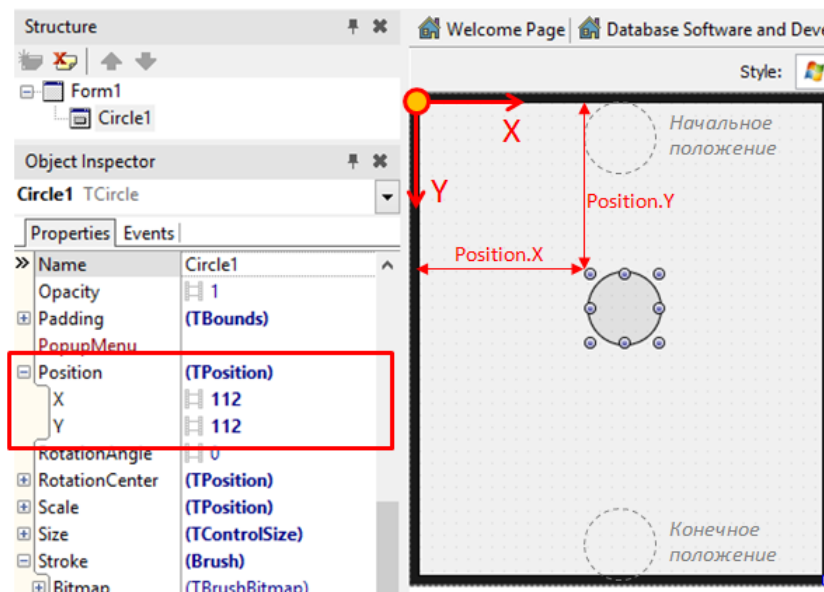 Structure
Form1
Circle1
Object Inspector
Circle1 TCircle
Properties Events
Name Circle1
Opacity 1
Padding (TBounds)
PopupMenu
Position (TPosition)
X 112
Y 112
RotationAngle 0
RotationCenter (TPosition)
Scale (TPosition)
Size (TControlSize)
Stroke (Brush)
Bitmap (TBrushBitmap)
Welcome Page Database Software and Deve
Style:
X
Y
Начальное
положение
Position.Y
Position.X
Конечное
положение